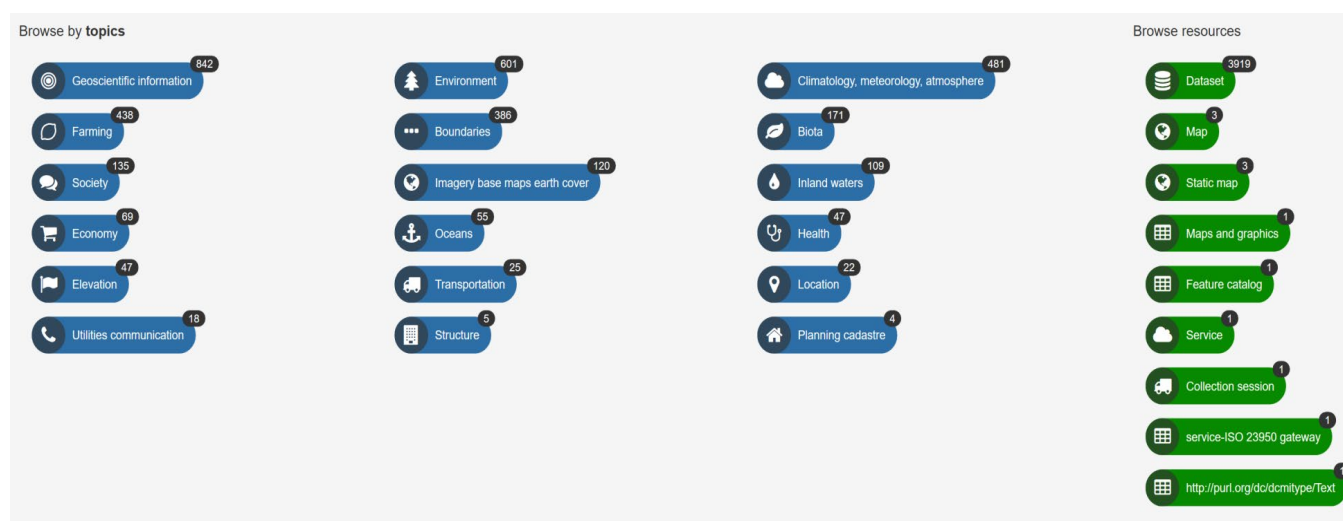 Browse by topics
Browse resources
842
Geoscientific information
601
Environment
481
Climatology, meteorology, atmosphere
3919
Dataset
438
Farming
386
Boundaries
171
Biota
3
Map
135
Society
120
Imagery base maps earth cover
109
Inland waters
3
Static map
69
Economy
55
Oceans
47
Health
1
Maps and graphics
47
Elevation
25
Transportation
22
Location
1
Feature catalog
18
Utilities communication
5
Structure
4
Planning cadastre
1
Service
1
Collection session
1
service-ISO 23950 gateway
1
http://purl.org/dc/dcmitype/Text